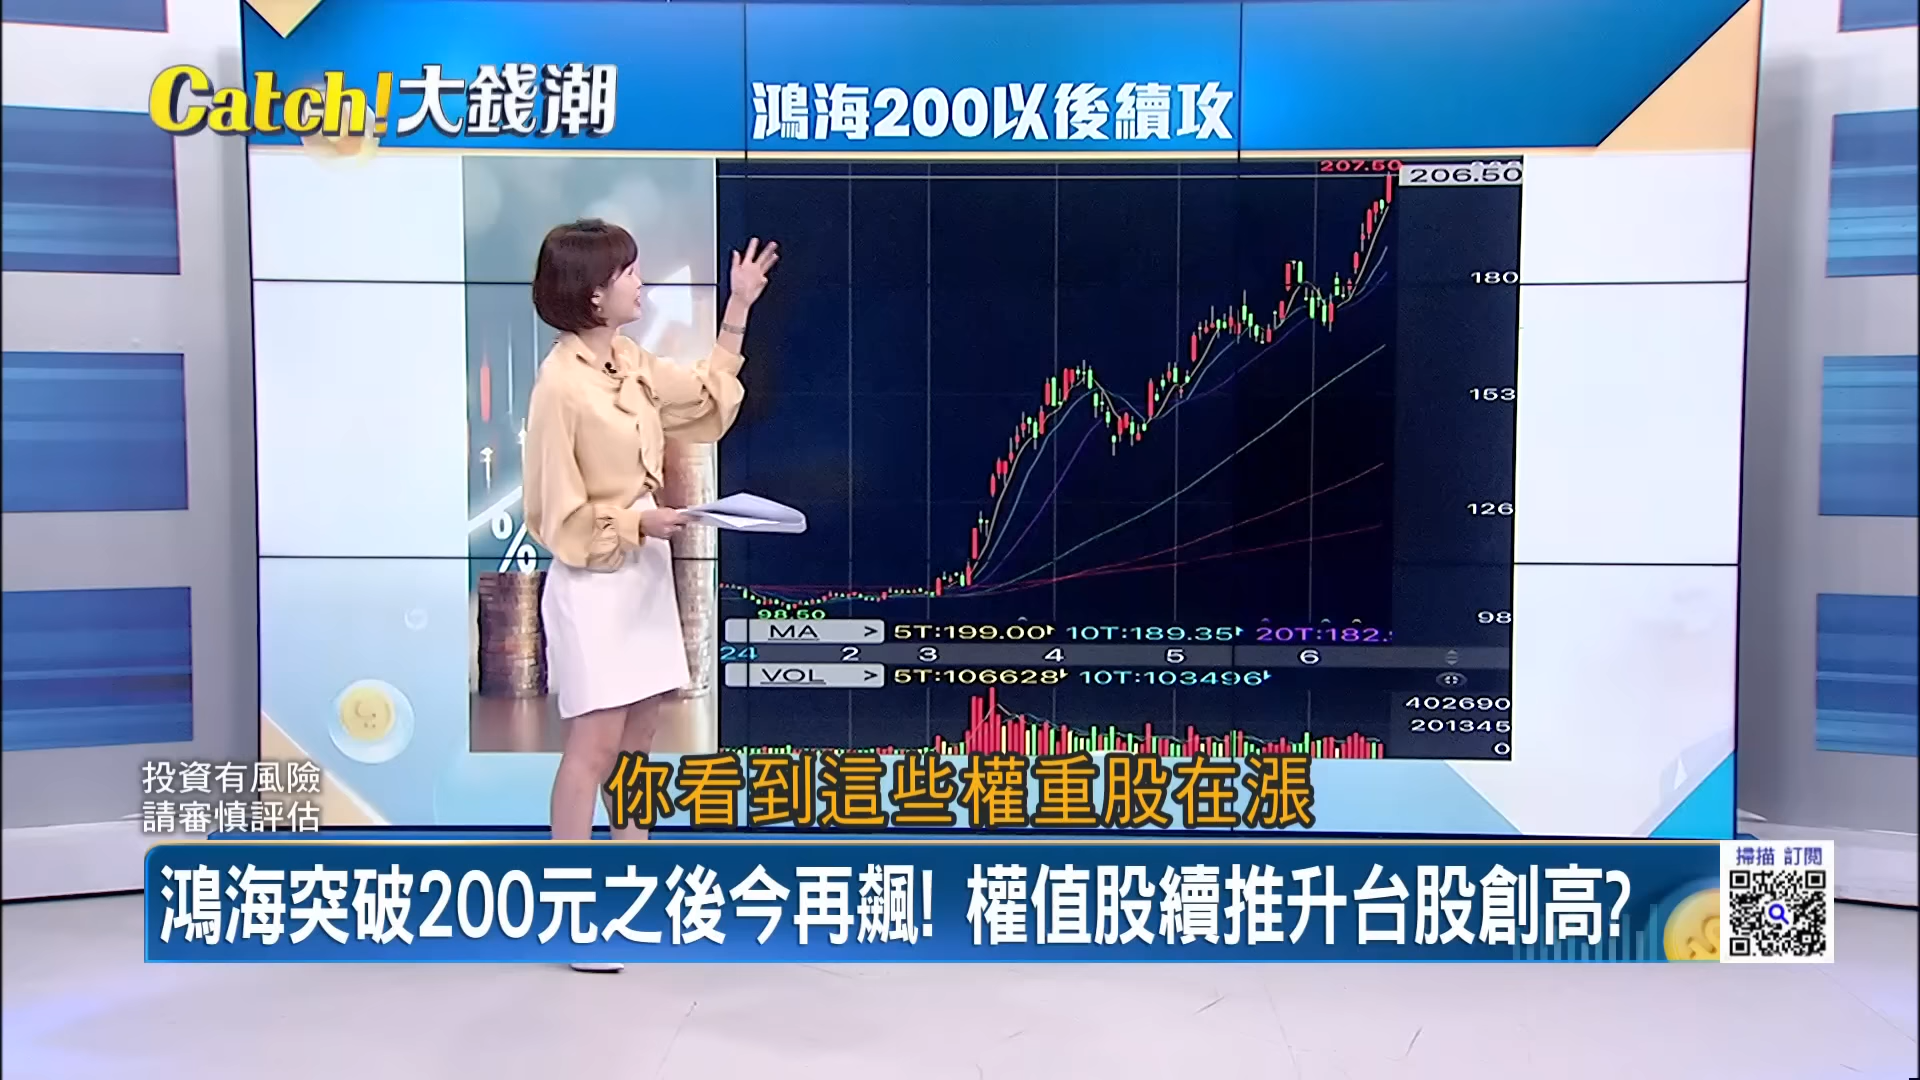 Catch!大錢潮
鴻海200以後續攻
207.50
206.50
180
153
126
98
98.50
MA > 5T:199.00 10T:189.35 20T:182.
24 2 3 4 5 6
VOL > 5T:106628 10T:103496
402690
201345
0
%
投資有風險
請審慎評估
你看到這些權重股在漲
鴻海突破200元之後今再飆! 權值股續推升台股創高?
掃描 訂閱